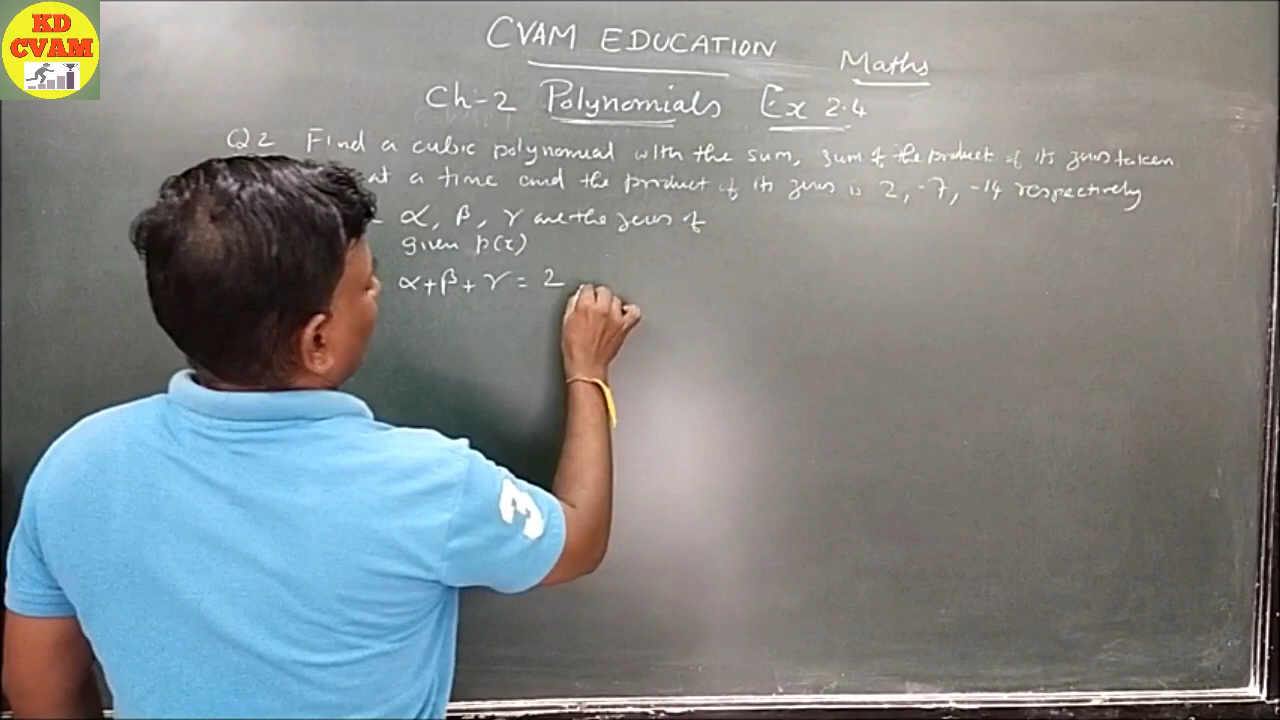 KD
CVAM
CVAM EDUCATION
Maths
Ch-2 Polynomials Ex 2.4
Q2 Find a cubic polynomial with the sum, sum of the product of its zeros taken
at a time and the product of its zeros is 2, -7, -14 respectively
α, β, γ are the zeros of
given p(x)
α+β+γ = 2
3